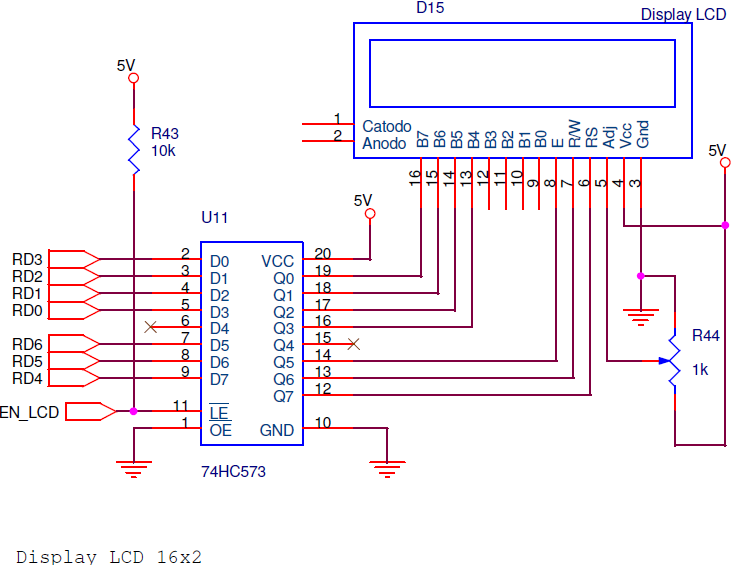 D15
Display LCD
5V
1 Catodo
2 Anodo
B7 B6 B5 B4 B3 B2 B1 B0 E R/W RS Adj Vcc Gnd
16 15 14 13 12 11 10 9 8 7 6 5 4 3
R43
10k
5V
5V
U11
RD3 2 D0 VCC 20
RD2 3 D1 Q0 19
RD1 4 D2 Q1 18
RD0 5 D3 Q2 17
6 D4 Q3 16
RD6 7 D5 Q4 15
RD5 8 D6 Q5 14
RD4 9 D7 Q6 13
Q7 12
EN_LCD 11 LE
1 OE GND 10
R44
1k
74HC573
Display LCD 16x2